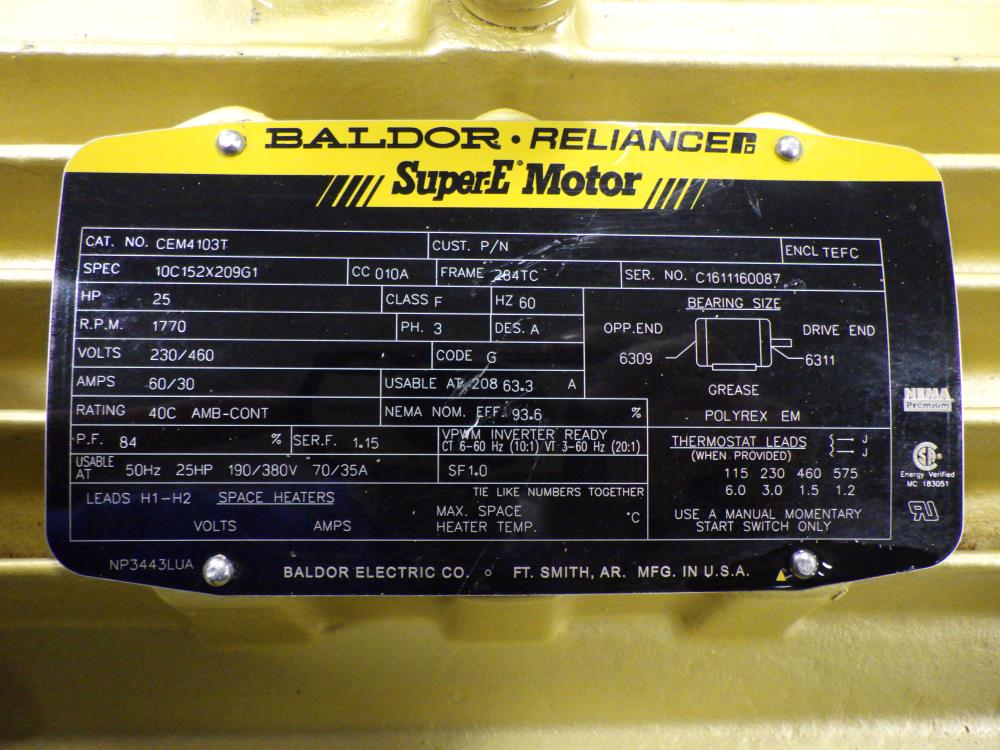 BALDOR • RELIANCE
Super-E® Motor
CAT. NO. CEM4103T CUST. P/N ENCL TEFC
SPEC 10C152X209G1 CC 010A FRAME 284TC SER. NO. C1611160087
HP 25 CLASS F HZ 60 BEARING SIZE
R.P.M. 1770 PH. 3 DES. A OPP.END DRIVE END
VOLTS 230/460 CODE G 6309 6311
AMPS 60/30 USABLE AT 208 63.3 A GREASE
RATING 40C AMB-CONT NEMA NOM. EFF. 93.6 % POLYREX EM
NEMA
Premium
P.F. 84 % SER.F. 1.15 VPWM INVERTER READY
CT 6-60 Hz (10:1) VT 3-60 Hz (20:1)
THERMOSTAT LEADS J
(WHEN PROVIDED) J
USABLE AT 50Hz 25HP 190/380V 70/35A SF1.0
115 230 460 575
6.0 3.0 1.5 1.2
Energy Verified
MC 183051
LEADS H1-H2 SPACE HEATERS TIE LIKE NUMBERS TOGETHER
VOLTS AMPS MAX. SPACE HEATER TEMP. °C
USE A MANUAL MOMENTARY
START SWITCH ONLY
NP3443LUA
BALDOR ELECTRIC CO. FT. SMITH, AR. MFG. IN U.S.A.